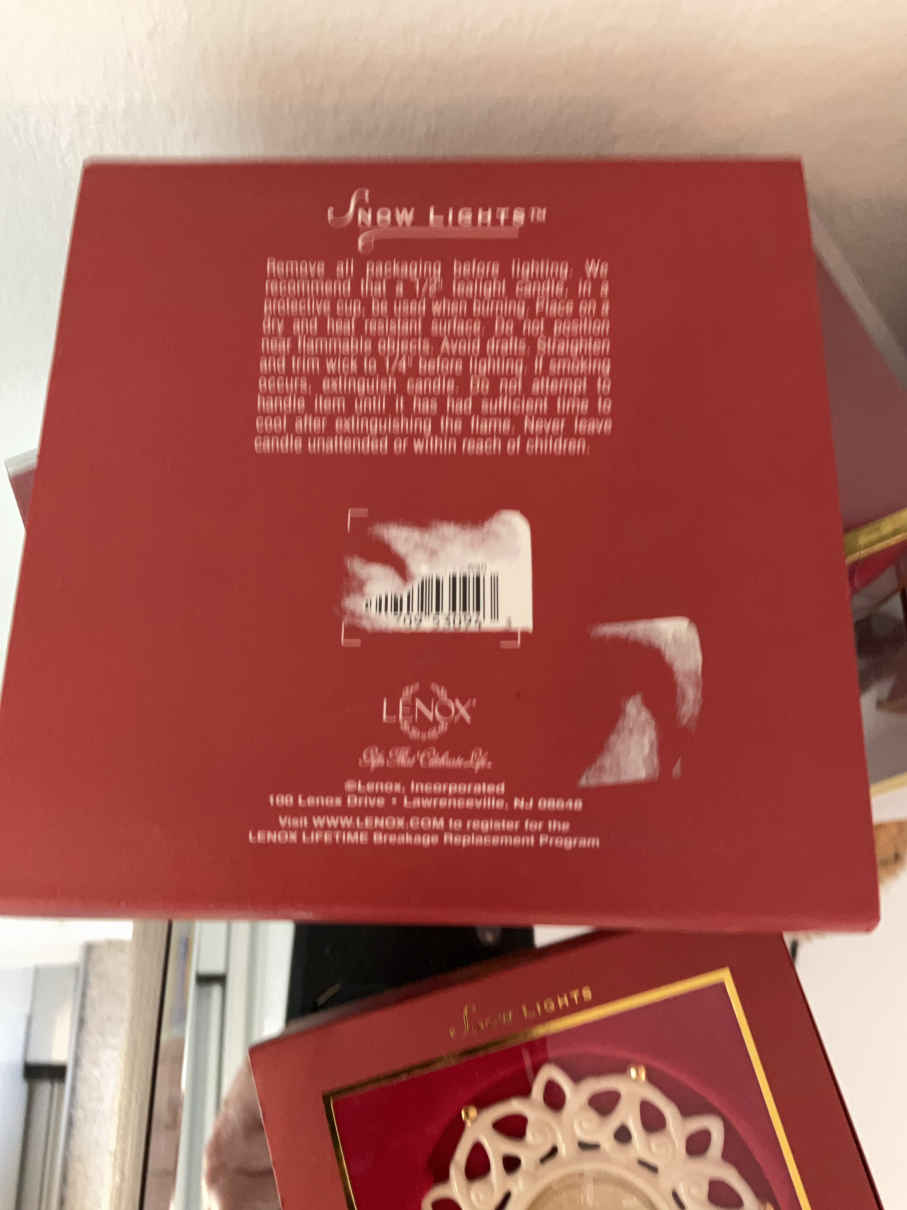 SNOW LIGHTS™
Remove all packaging before lighting. We
recommend that a 1/2" tealight candle, in a
protective cup, be used when burning. Place on a
dry and heat resistant surface. Do not position
near flammable objects. Avoid drafts. Straighten
and trim wick to 1/4" before lighting. If smoking
occurs, extinguish candle. Do not attempt to
handle item until it has had sufficient time to
cool after extinguishing the flame. Never leave
candle unattended or within reach of children.
LENOX
Gifts That Celebrate Life
©Lenox, Incorporated
100 Lenox Drive • Lawrenceville, NJ 08648
Visit WWW.LENOX.COM to register for the
LENOX LIFETIME Breakage Replacement Program
SNOW LIGHTS